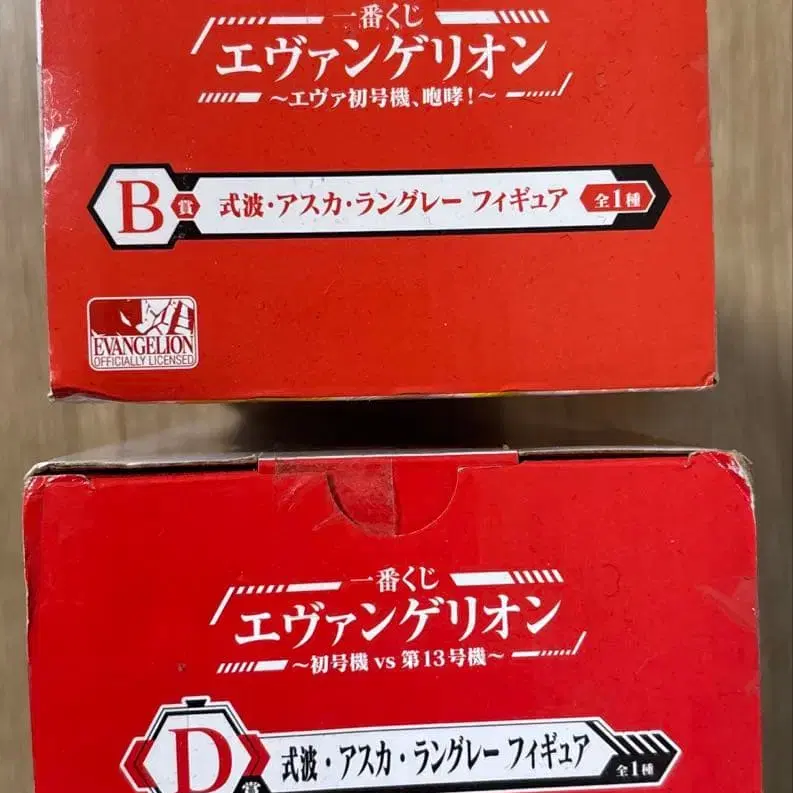 一番くじ
エヴァンゲリオン
～エヴァ初号機、咆哮！～
B賞 式波・アスカ・ラングレー フィギュア 全1種
EVANGELION
OFFICIALLY LICENSED
一番くじ
エヴァンゲリオン
～初号機 vs 第13号機～
D賞 式波・アスカ・ラングレー フィギュア 全1種